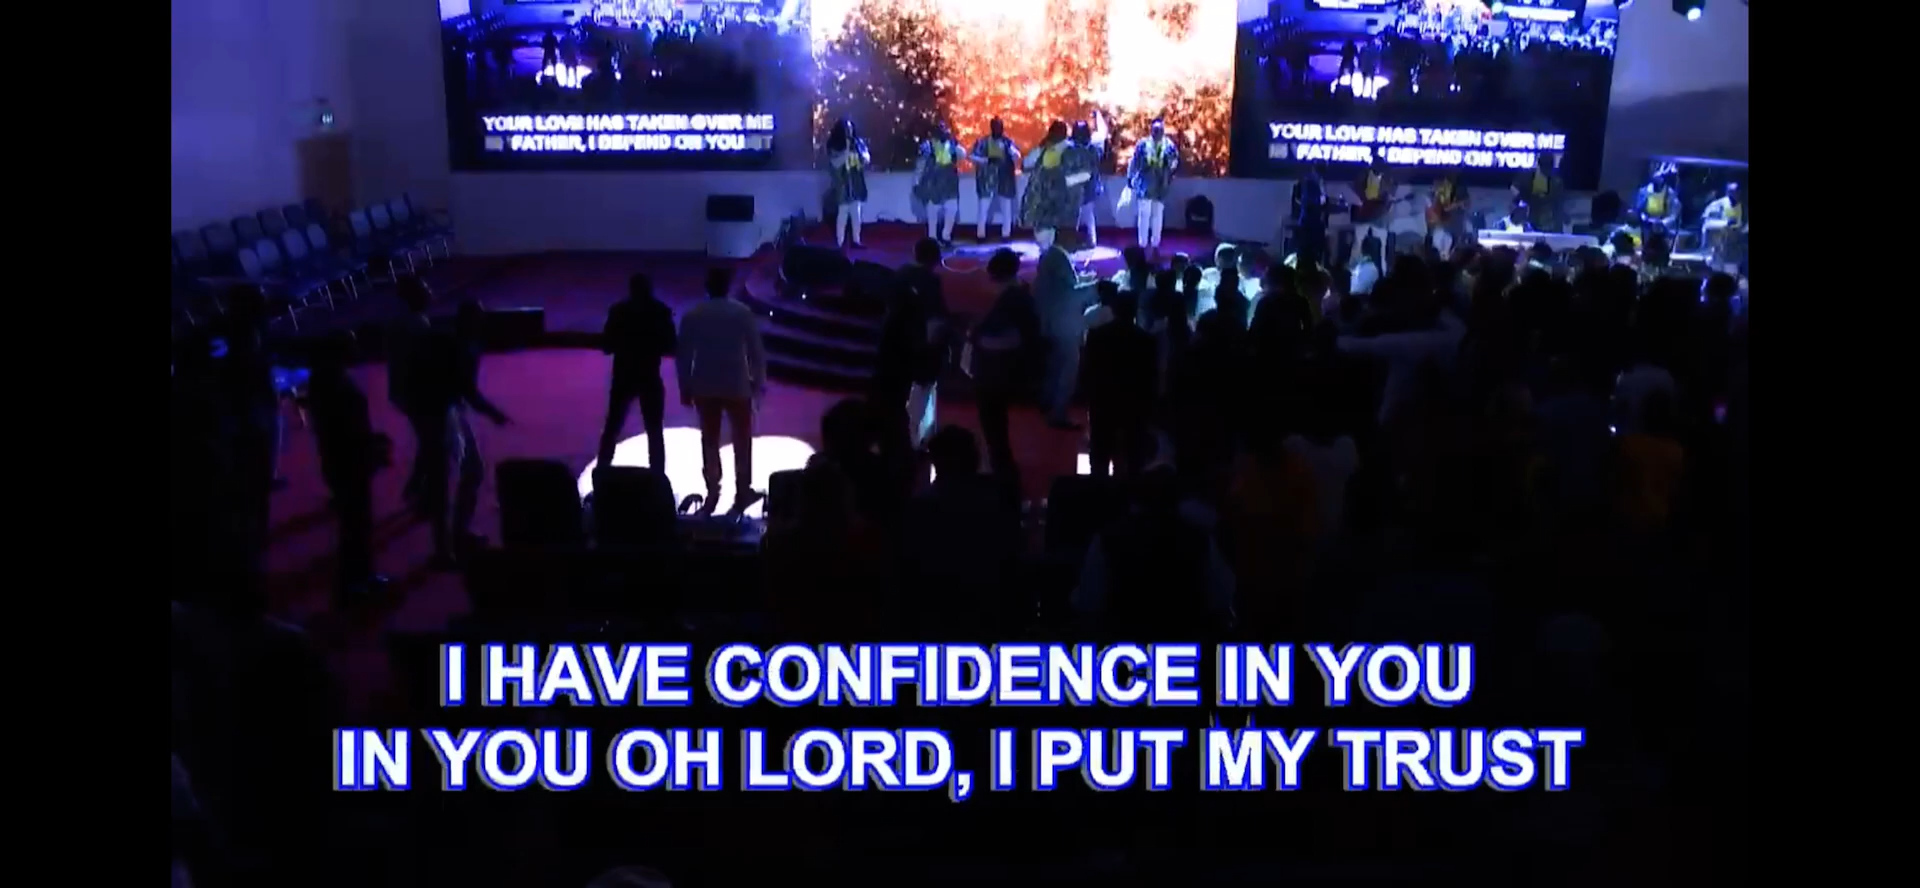 YOUR LOVE HAS TAKEN OVER ME
FATHER, I DEPEND ON YOU
YOUR LOVE HAS TAKEN OVER ME
FATHER, I DEPEND ON YOU
I HAVE CONFIDENCE IN YOU
IN YOU OH LORD, I PUT MY TRUST